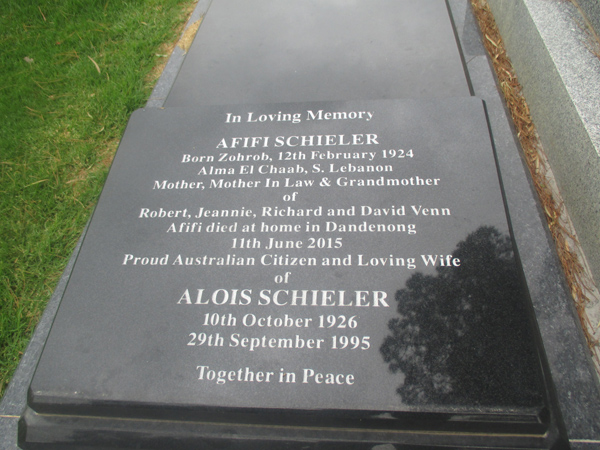 In Loving Memory
AFIFI SCHIELER
Born Zohrob, 12th February 1924
Alma El Chaab, S. Lebanon
Mother, Mother In Law & Grandmother
of
Robert, Jeannie, Richard and David Venn
Afifi died at home in Dandenong
11th June 2015
Proud Australian Citizen and Loving Wife
of
ALOIS SCHIELER
10th October 1926
29th September 1995
Together in Peace